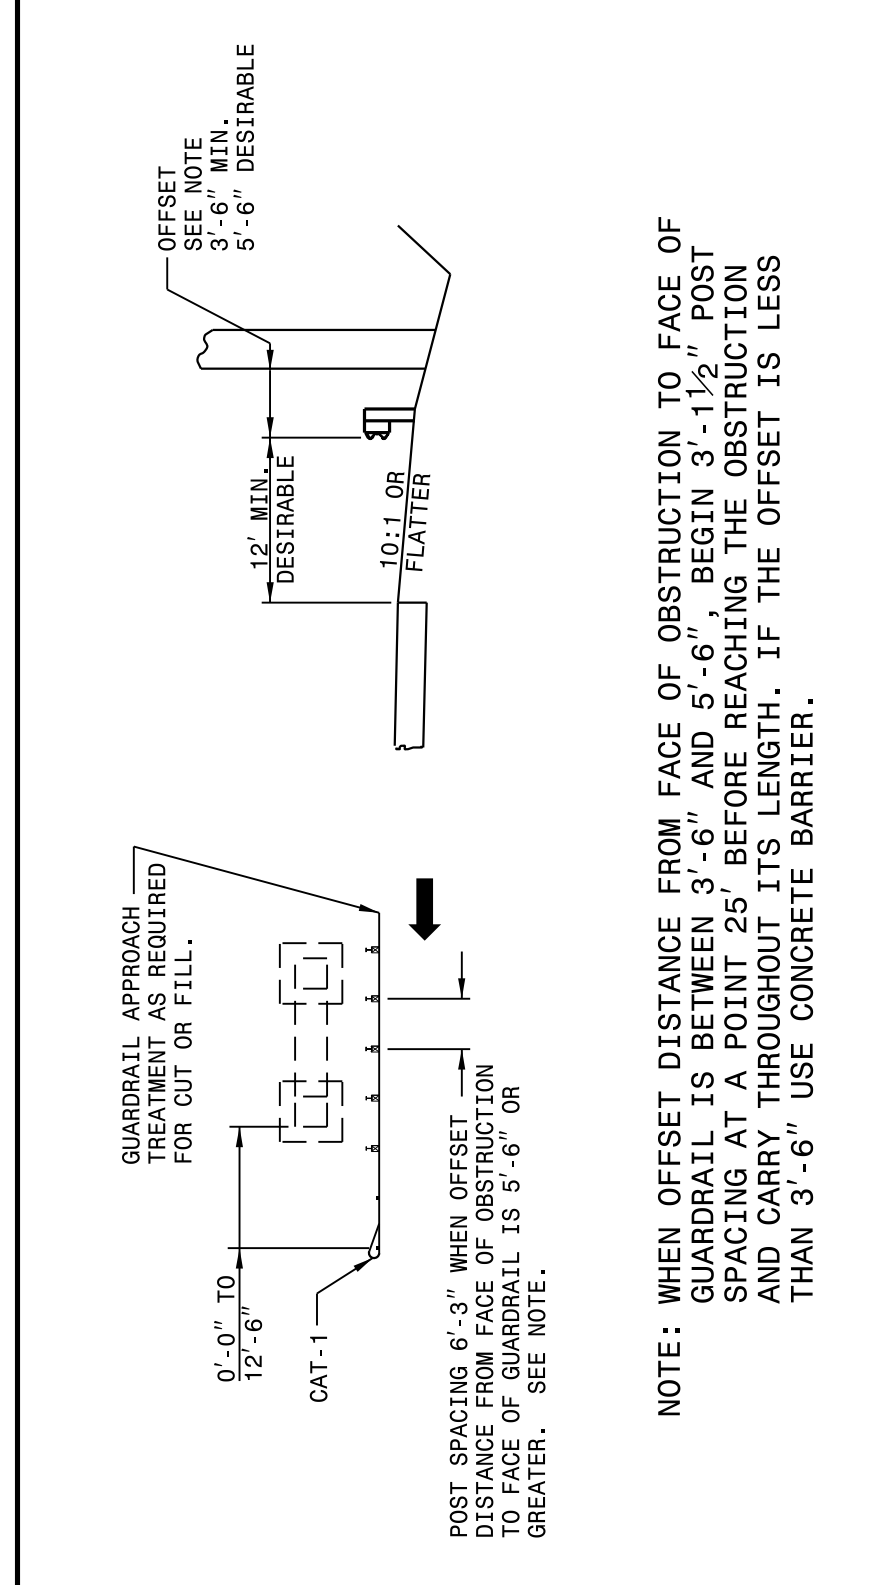 GUARDRAIL APPROACH
TREATMENT AS REQUIRED
FOR CUT OR FILL.
0'-0" TO
12'-6"
CAT-1
POST SPACING 6'-3" WHEN OFFSET
DISTANCE FROM FACE OF OBSTRUCTION
TO FACE OF GUARDRAIL IS 5'-6" OR
GREATER. SEE NOTE.
OFFSET
SEE NOTE
3'-6" MIN.
5'-6" DESIRABLE
12' MIN.
DESIRABLE
10:1 OR
FLATTER
NOTE: WHEN OFFSET DISTANCE FROM FACE OF OBSTRUCTION TO FACE OF
GUARDRAIL IS BETWEEN 3'-6" AND 5'-6", BEGIN 3'-1 1/2" POST
SPACING AT A POINT 25' BEFORE REACHING THE OBSTRUCTION
AND CARRY THROUGHOUT ITS LENGTH. IF THE OFFSET IS LESS
THAN 3'-6" USE CONCRETE BARRIER.